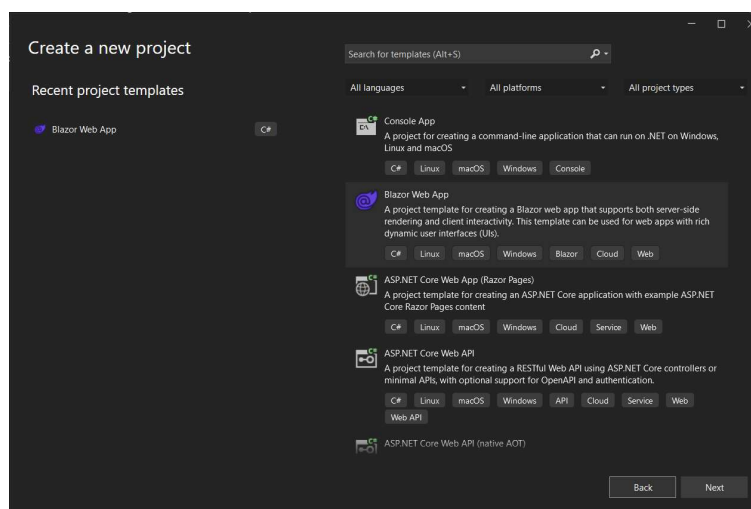 Create a new project
Search for templates (Alt+S)
Recent project templates
All languages
All platforms
All project types
Blazor Web App
C#
Console App
A project for creating a command-line application that can run on .NET on Windows,
Linux and macOS
C# Linux macOS Windows Console
Blazor Web App
A project template for creating a Blazor web app that supports both server-side
rendering and client interactivity. This template can be used for web apps with rich
dynamic user interfaces (UIs).
C# Linux macOS Windows Blazor Cloud Web
ASP.NET Core Web App (Razor Pages)
A project template for creating an ASP.NET Core application with example ASP.NET
Core Razor Pages content
C# Linux macOS Windows Cloud Service Web
ASP.NET Core Web API
A project template for creating a RESTful Web API using ASP.NET Core controllers or
minimal APIs, with optional support for OpenAPI and authentication.
C# Linux macOS Windows API Cloud Service Web
Web API
ASP.NET Core Web API (native AOT)
Back
Next